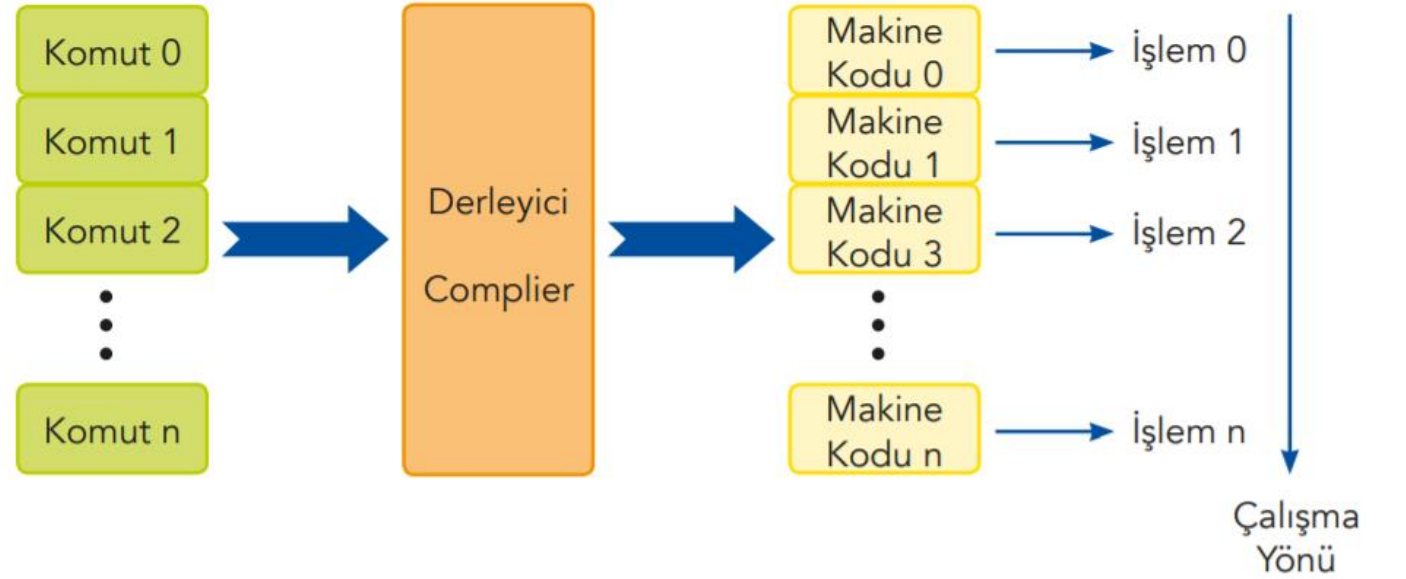 Komut 0
Komut 1
Komut 2
Komut n
Derleyici
Complier
Makine
Kodu 0
Makine
Kodu 1
Makine
Kodu 3
Makine
Kodu n
İşlem 0
İşlem 1
İşlem 2
İşlem n
Çalışma
Yönü